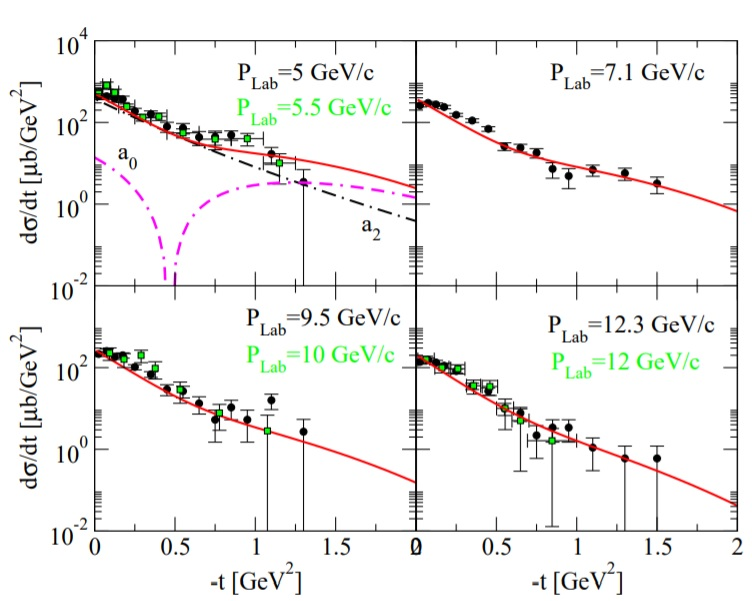 10^4
10^2
10^0
10^-2
dσ/dt [μb/GeV^2]
P_Lab=5 GeV/c
P_Lab=5.5 GeV/c
a_0
a_2
P_Lab=7.1 GeV/c
10^2
10^0
10^-2
dσ/dt [μb/GeV^2]
P_Lab=9.5 GeV/c
P_Lab=10 GeV/c
P_Lab=12.3 GeV/c
P_Lab=12 GeV/c
0 0.5 1 1.5 2
0 0.5 1 1.5 2
-t [GeV^2]
-t [GeV^2]